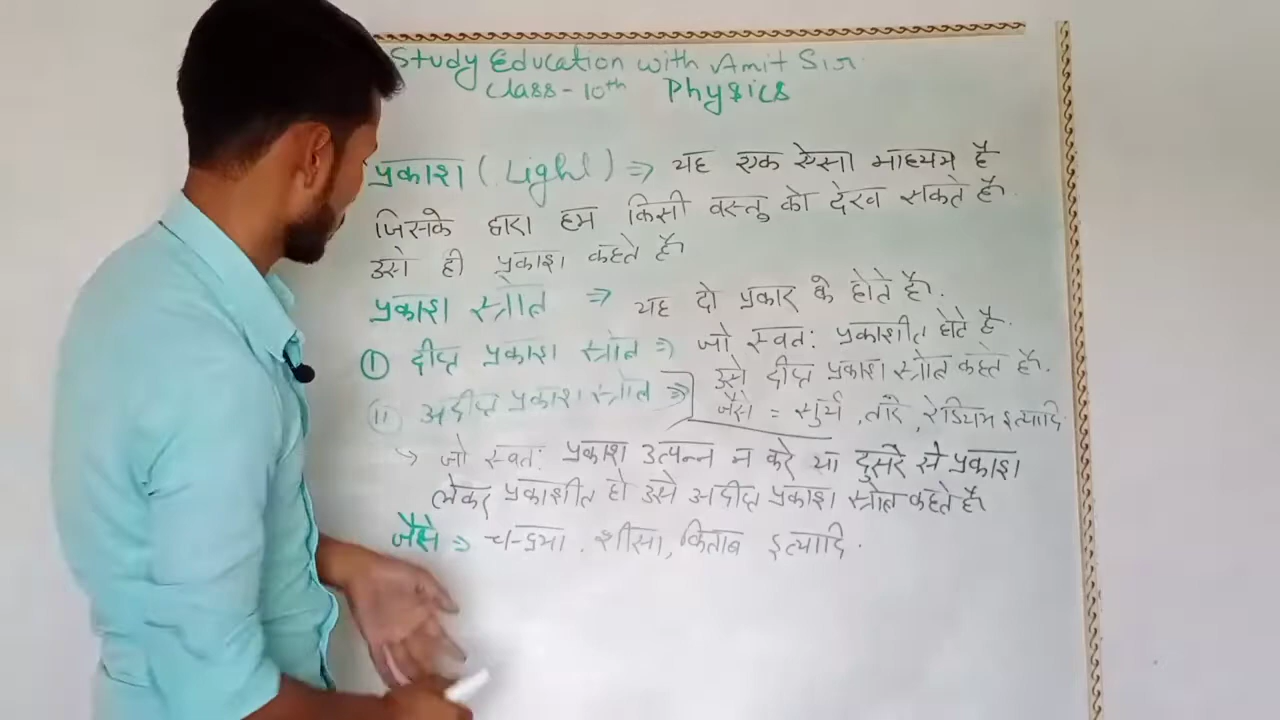 Study Education with Amit Sir
Class-10th Physics
प्रकाश (Light) ⇒ यह एक ऐसा माध्यम है
जिसके द्वारा हम किसी वस्तु को देख सकते है
उसे ही प्रकाश कहते है
प्रकाश स्त्रोत ⇒ यह दो प्रकार के होते है.
(I) दीप्त प्रकाश स्त्रोत ⇒ जो स्वत: प्रकाशीत होते है.
उसे दीप्त प्रकाश स्त्रोत कहते है.
(II) अदीप्त प्रकाश स्त्रोत ⇒ जैसे = सुर्य, तारे, रेडियम इत्यादि
↳ जो स्वत: प्रकाश उत्पन्न न करे या दुसरे से प्रकाश
लेकर प्रकाशीत हो उसे अदीप्त प्रकाश स्त्रोत कहते है
जैसे ⇒ चन्द्रमा, शीसा, किताब इत्यादि.